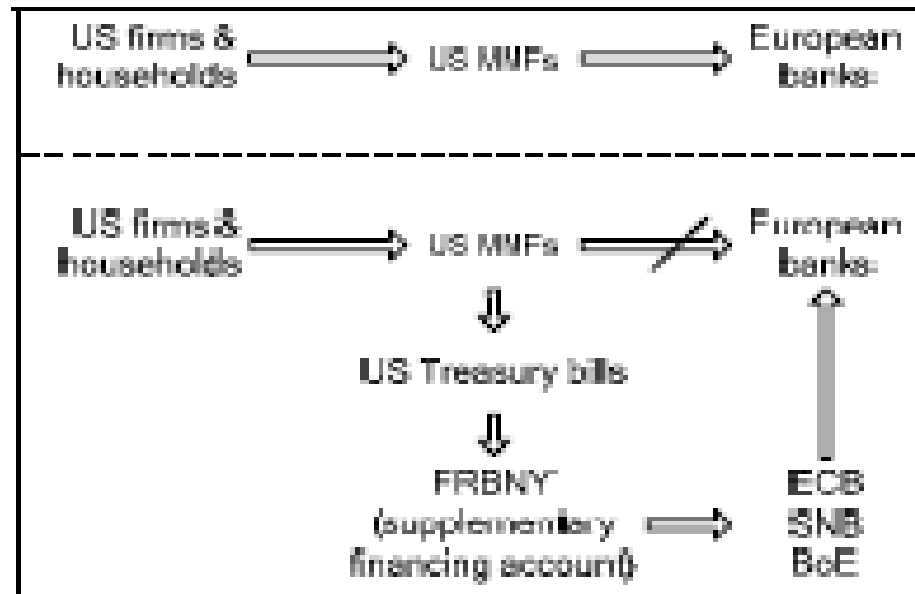 US firms &
households
US MMFs
European
banks
US firms &
households
US MMFs
European
banks
US Treasury bills
FRBNY
(supplementary
financing account)
ECB
SNB
BoE